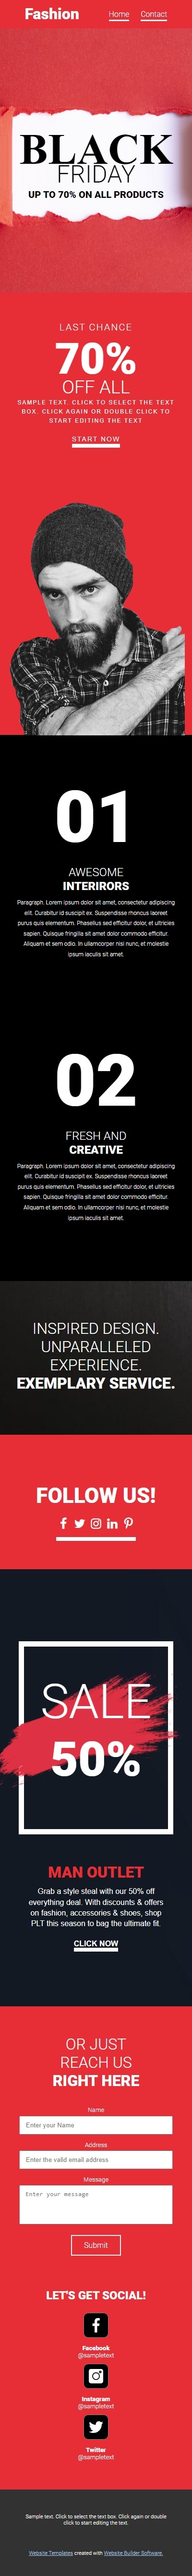 Fashion
Home Contact
BLACK
FRIDAY
UP TO 70% ON ALL PRODUCTS
LAST CHANCE
70%
OFF ALL
SAMPLE TEXT. CLICK TO SELECT THE TEXT
BOX. CLICK AGAIN OR DOUBLE CLICK TO
START EDITING THE TEXT
START NOW
01
AWESOME
INTERIRORS
Paragraph. Lorem ipsum dolor sit amet, consectetur adipiscing
elit. Curabitur id suscipit ex. Suspendisse rhoncus laoreet
purus quis elementum. Phasellus sed efficitur dolor, et ultricies
sapien. Quisque fringilla sit amet dolor commodo efficitur.
Aliquam et sem odio. In ullamcorper nisi nunc, et molestie
ipsum iaculis sit amet.
02
FRESH AND
CREATIVE
Paragraph. Lorem ipsum dolor sit amet, consectetur adipiscing
elit. Curabitur id suscipit ex. Suspendisse rhoncus laoreet
purus quis elementum. Phasellus sed efficitur dolor, et ultricies
sapien. Quisque fringilla sit amet dolor commodo efficitur.
Aliquam et sem odio. In ullamcorper nisi nunc, et molestie
ipsum iaculis sit amet.
INSPIRED DESIGN.
UNPARALLELED
EXPERIENCE.
EXEMPLARY SERVICE.
FOLLOW US!
SALE
50%
MAN OUTLET
Grab a style steal with our 50% off
everything deal. With discounts & offers
on fashion, accessories & shoes, shop
PLT this season to bag the ultimate fit.
CLICK NOW
OR JUST
REACH US
RIGHT HERE
Name
Enter your Name
Address
Enter the valid email address
Message
Enter your message
Submit
LET'S GET SOCIAL!
Facebook
@sampletext
Instagram
@sampletext
Twitter
@sampletext
Sample text. Click to select the text box. Click again or double
click to start editing the text.
Website Templates created with Website Builder Software.